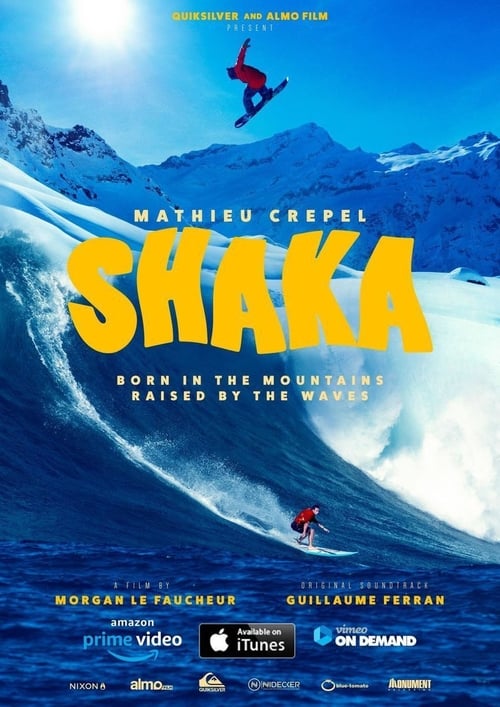 QUIKSILVER AND ALMO FILM
PRESENT
MATHIEU CREPEL
SHAKA
BORN IN THE MOUNTAINS
RAISED BY THE WAVES
A FILM BY
MORGAN LE FAUCHEUR
ORIGINAL SOUNDTRACK
GUILLAUME FERRAN
amazon
prime video
Available on
iTunes
vimeo
ON DEMAND
NIXON
almo
QUIKSILVER
NIDECKER
blue-tomato
MONUMENT